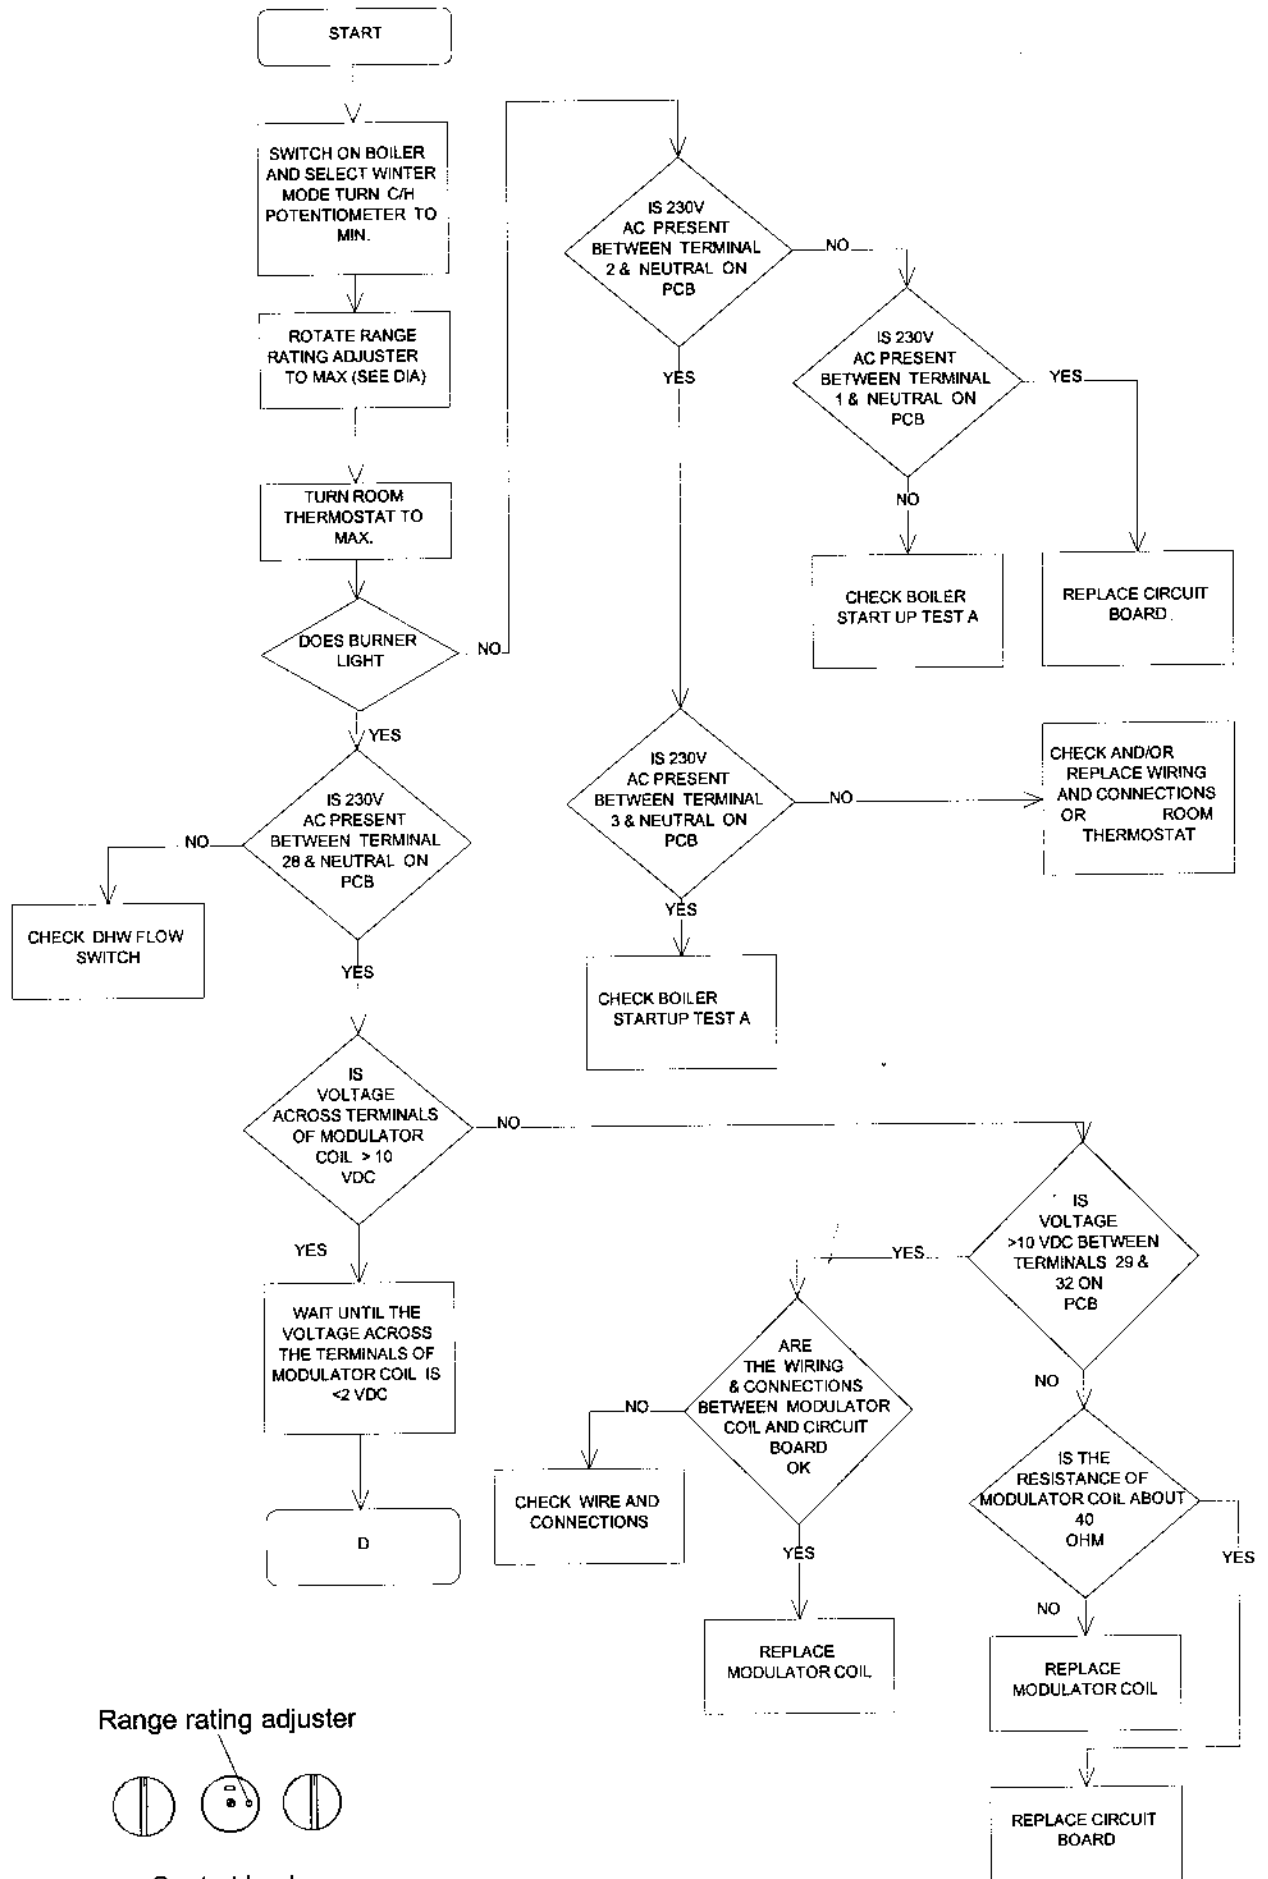 START
SWITCH ON BOILER
AND SELECT WINTER
MODE TURN C/H
POTENTIOMETER TO
MIN.
ROTATE RANGE
RATING ADJUSTER
TO MAX (SEE DIA)
TURN ROOM
THERMOSTAT TO
MAX.
DOES BURNER
LIGHT
NO
YES
IS 230V
AC PRESENT
BETWEEN TERMINAL
2 & NEUTRAL ON
PCB
NO
YES
IS 230V
AC PRESENT
BETWEEN TERMINAL
1 & NEUTRAL ON
PCB
YES
NO
CHECK BOILER
START UP TEST A
REPLACE CIRCUIT
BOARD.
IS 230V
AC PRESENT
BETWEEN TERMINAL
3 & NEUTRAL ON
PCB
NO
YES
CHECK AND/OR
REPLACE WIRING
AND CONNECTIONS
OR ROOM
THERMOSTAT
CHECK BOILER
STARTUP TEST A
IS 230V
AC PRESENT
BETWEEN TERMINAL
28 & NEUTRAL ON
PCB
NO
YES
CHECK DHW FLOW
SWITCH
IS
VOLTAGE
ACROSS TERMINALS
OF MODULATOR
COIL > 10
VDC
NO
YES
WAIT UNTIL THE
VOLTAGE ACROSS
THE TERMINALS OF
MODULATOR COIL IS
<2 VDC
D
IS
VOLTAGE
>10 VDC BETWEEN
TERMINALS 29 &
32 ON
PCB
YES
NO
ARE
THE WIRING
& CONNECTIONS
BETWEEN MODULATOR
COIL AND CIRCUIT
BOARD
OK
NO
YES
CHECK WIRE AND
CONNECTIONS
REPLACE
MODULATOR COIL
IS THE
RESISTANCE OF
MODULATOR COIL ABOUT
40
OHM
YES
NO
REPLACE
MODULATOR COIL
REPLACE CIRCUIT
BOARD
Range rating adjuster